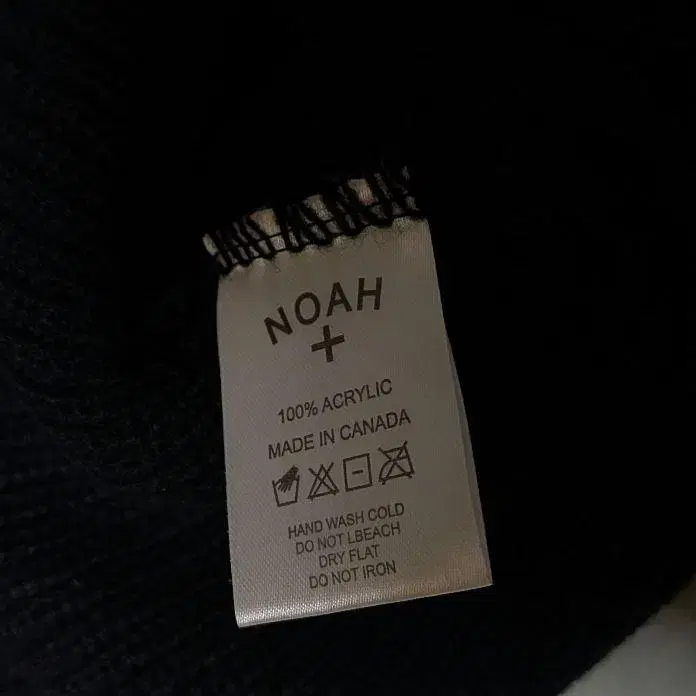 NOAH
+
100% ACRYLIC
MADE IN CANADA
HAND WASH COLD
DO NOT LBEACH
DRY FLAT
DO NOT IRON